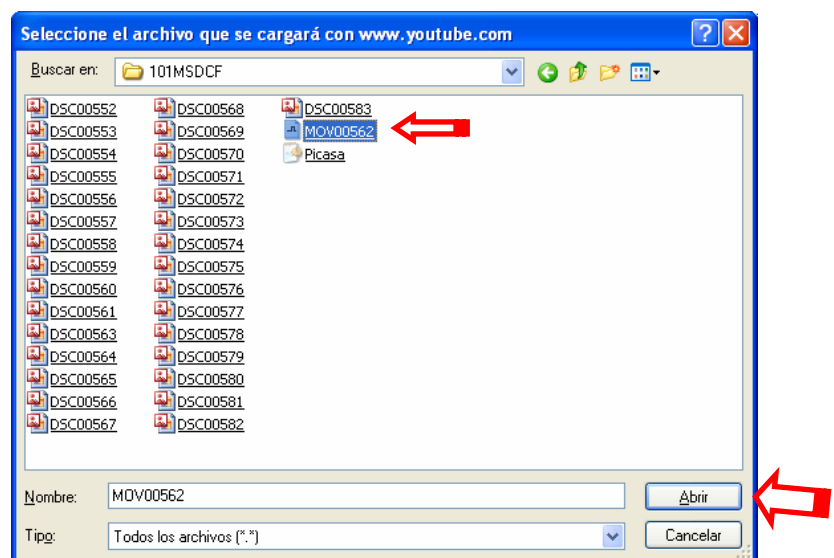 Seleccione el archivo que se cargará con www.youtube.com
Buscar en: 101MSDCF
DSC00552
DSC00553
DSC00554
DSC00555
DSC00556
DSC00557
DSC00558
DSC00559
DSC00560
DSC00561
DSC00563
DSC00564
DSC00565
DSC00566
DSC00567
DSC00568
DSC00569
DSC00570
DSC00571
DSC00572
DSC00573
DSC00574
DSC00575
DSC00576
DSC00577
DSC00578
DSC00579
DSC00580
DSC00581
DSC00582
DSC00583
MOV00562
Picasa
Nombre: MOV00562 Abrir
Tipo: Todos los archivos (*.*) Cancelar